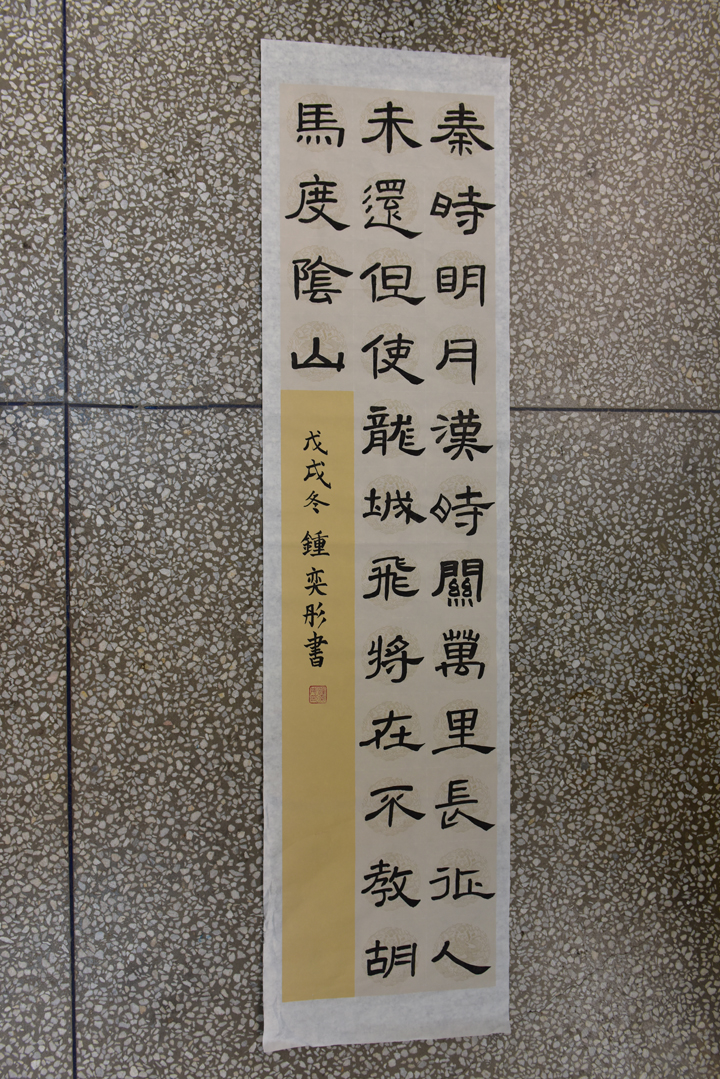 秦時明月漢時關萬里長征人
未還但使龍城飛將在不教胡
馬度陰山
戊戌冬鍾奕彤書